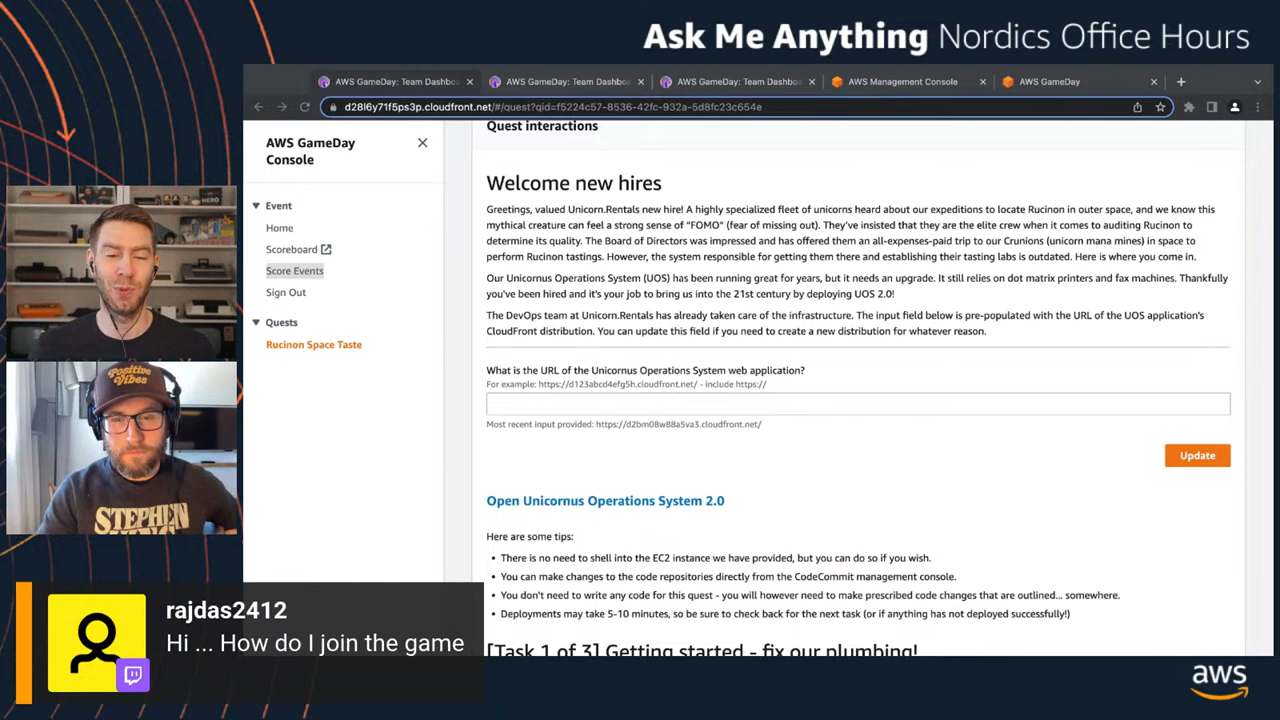 Ask Me Anything Nordics Office Hours
AWS GameDay: Team Dashbo
AWS GameDay: Team Dashbo
AWS GameDay: Team Dashbo
AWS Management Console
AWS GameDay
d28l6y71f5ps3p.cloudfront.net/#/quest?qid=f5224c57-8536-42fc-932a-5d8fc23c654e
AWS GameDay
Console
Event
Home
Scoreboard
Score Events
Sign Out
Quests
Rucinon Space Taste
Quest interactions
Welcome new hires
Greetings, valued Unicorn.Rentals new hire! A highly specialized fleet of unicorns heard about our expeditions to locate Rucinon in outer space, and we know this
mythical creature can feel a strong sense of "FOMO" (fear of missing out). They've insisted that they are the elite crew when it comes to auditing Rucinon to
determine its quality. The Board of Directors was impressed and has offered them an all-expenses-paid trip to our Crunions (unicorn mana mines) in space to
perform Rucinon tastings. However, the system responsible for getting them there and establishing their tasting labs is outdated. Here is where you come in.
Our Unicornus Operations System (UOS) has been running great for years, but it needs an upgrade. It still relies on dot matrix printers and fax machines. Thankfully
you've been hired and it's your job to bring us into the 21st century by deploying UOS 2.0!
The DevOps team at Unicorn.Rentals has already taken care of the infrastructure. The input field below is pre-populated with the URL of the UOS application's
CloudFront distribution. You can update this field if you need to create a new distribution for whatever reason.
What is the URL of the Unicornus Operations System web application?
For example: https://d123abcd4efg5h.cloudfront.net/ - include https://
Most recent input provided: https://d2bm08w88a5va3.cloudfront.net/
Update
Open Unicornus Operations System 2.0
Here are some tips:
• There is no need to shell into the EC2 instance we have provided, but you can do so if you wish.
• You can make changes to the code repositories directly from the CodeCommit management console.
• You don't need to write any code for this quest - you will however need to make prescribed code changes that are outlined... somewhere.
• Deployments may take 5-10 minutes, so be sure to check back for the next task (or if anything has not deployed successfully!)
[Task 1 of 3] Getting started - fix our plumbing!
HERO
Positive
Vibes
STEPHEN
rajdas2412
Hi ... How do I join the game
aws